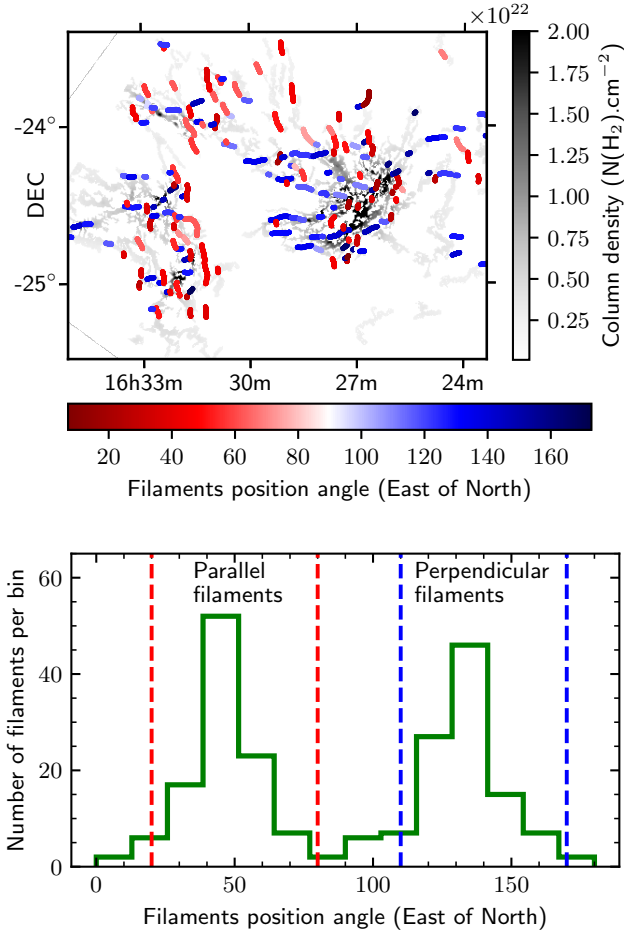 ×10²²
2.00
1.75
1.50
1.25
1.00
0.75
0.50
0.25
Column density (N(H₂).cm⁻²
-24°
-25°
DEC
16h33m 30m 27m 24m
20 40 60 80 100 120 140 160
Filaments position angle (East of North)
Number of filaments per bin
60
40
20
0
Parallel
filaments
Perpendicular
filaments
0 50 100 150
Filaments position angle (East of North)